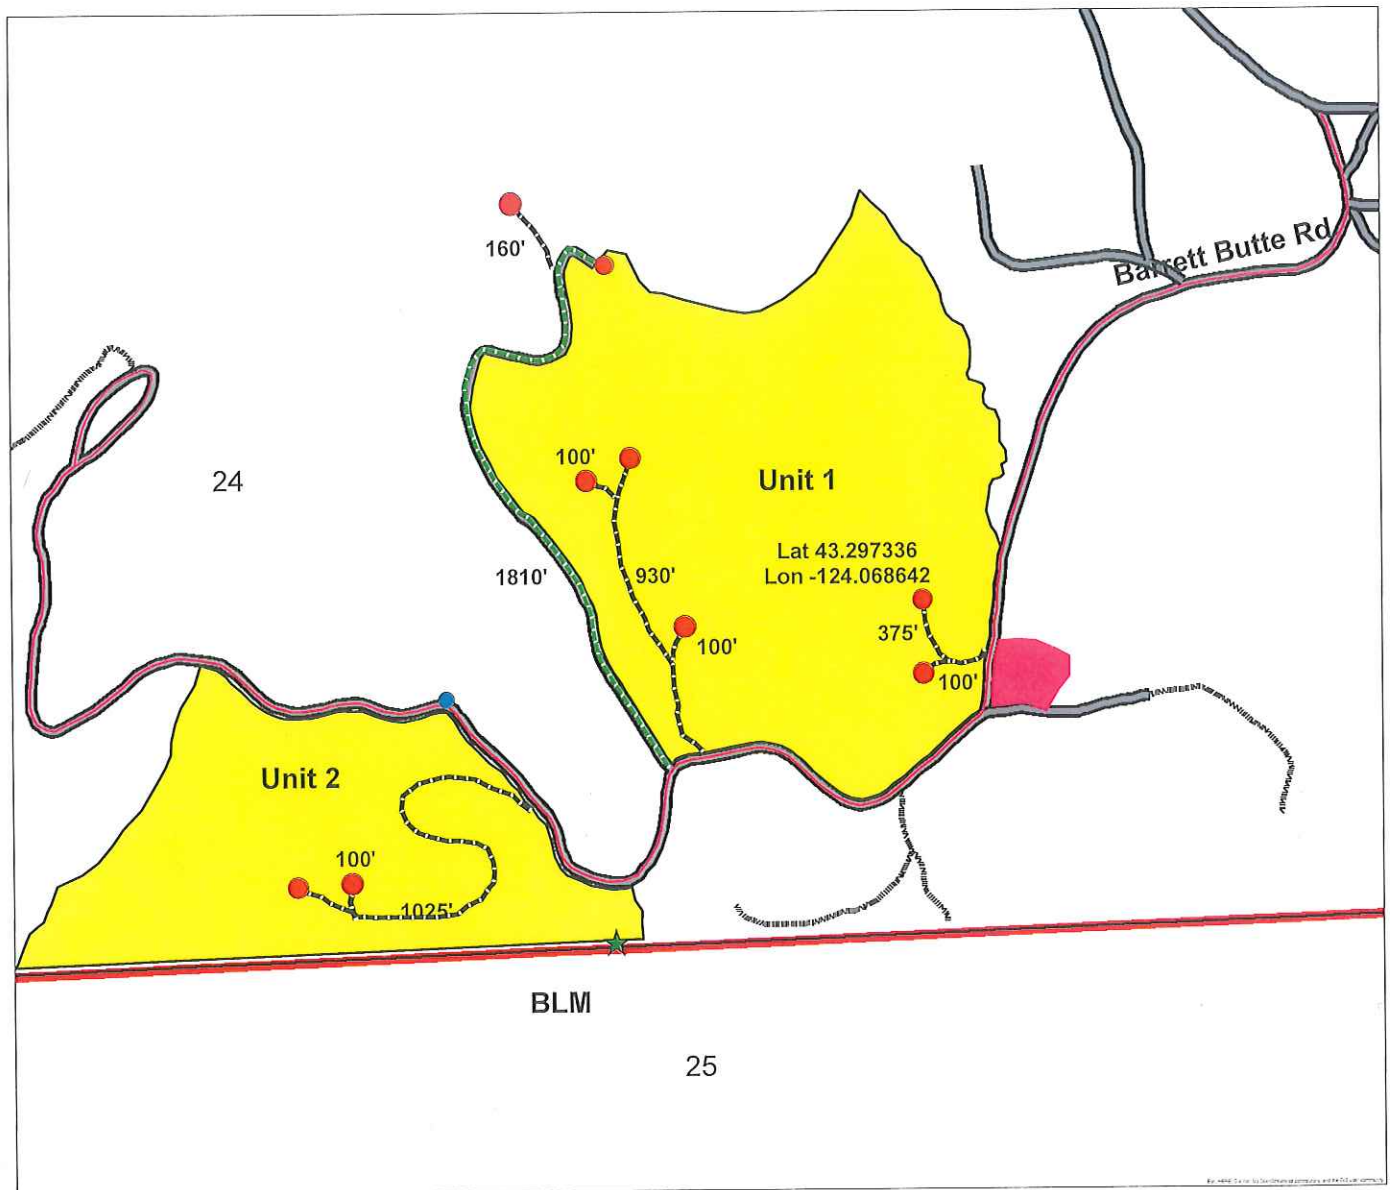 Barrett Butte Rd
160'
100'
24
Unit 1
Lat 43.297336
Lon -124.068642
1810'
930'
375'
100'
100'
Unit 2
100'
1025'
BLM
25